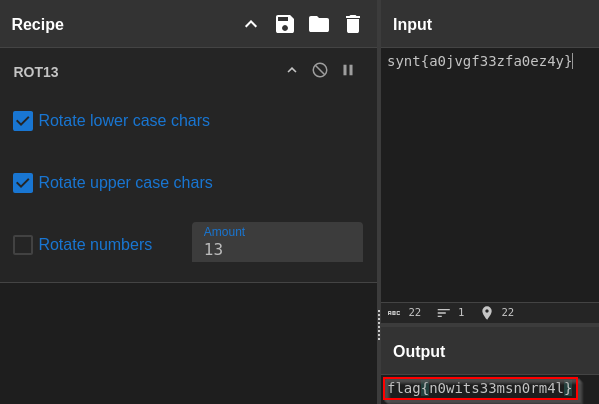 Recipe
ROT13
Rotate lower case chars
Rotate upper case chars
Rotate numbers
Amount
13
Input
synt{a0jvgf33zfa0ez4y}
ABC 22 1 22
Output
flag{n0wits33msn0rm4l}